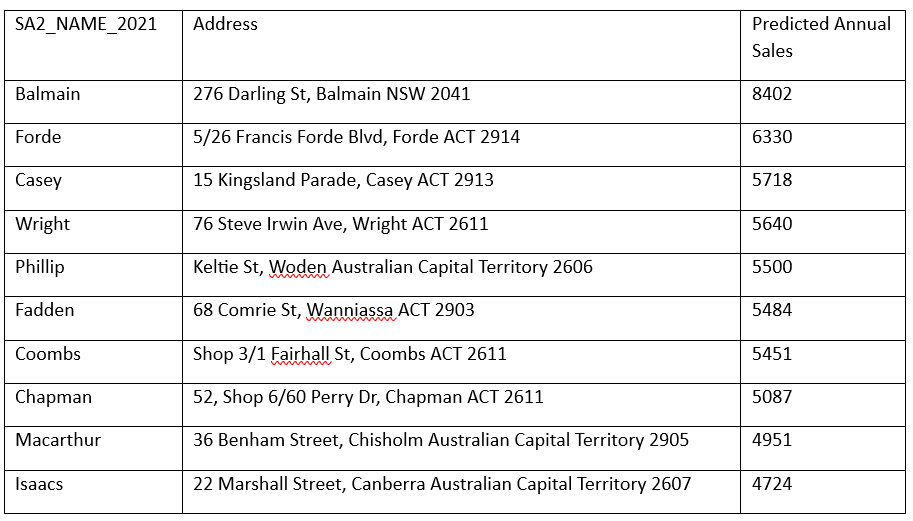 SA2_NAME_2021 Address Predicted Annual
Sales
Balmain 276 Darling St, Balmain NSW 2041 8402
Forde 5/26 Francis Forde Blvd, Forde ACT 2914 6330
Casey 15 Kingsland Parade, Casey ACT 2913 5718
Wright 76 Steve Irwin Ave, Wright ACT 2611 5640
Phillip Keltie St, Woden Australian Capital Territory 2606 5500
Fadden 68 Comrie St, Wanniassa ACT 2903 5484
Coombs Shop 3/1 Fairhall St, Coombs ACT 2611 5451
Chapman 52, Shop 6/60 Perry Dr, Chapman ACT 2611 5087
Macarthur 36 Benham Street, Chisholm Australian Capital Territory 2905 4951
Isaacs 22 Marshall Street, Canberra Australian Capital Territory 2607 4724